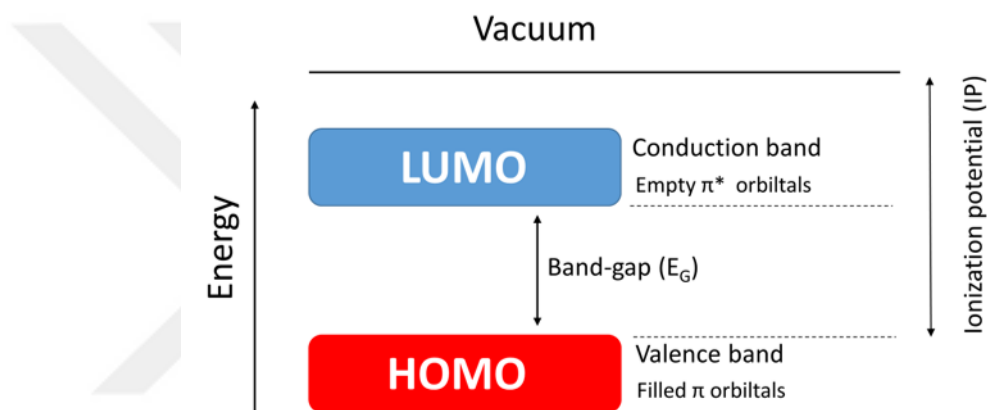 Vacuum
LUMO
Conduction band
Empty π* orbiltals
Band-gap (EG)
HOMO
Valence band
Filled π orbiltals
Energy
Ionization potential (IP)